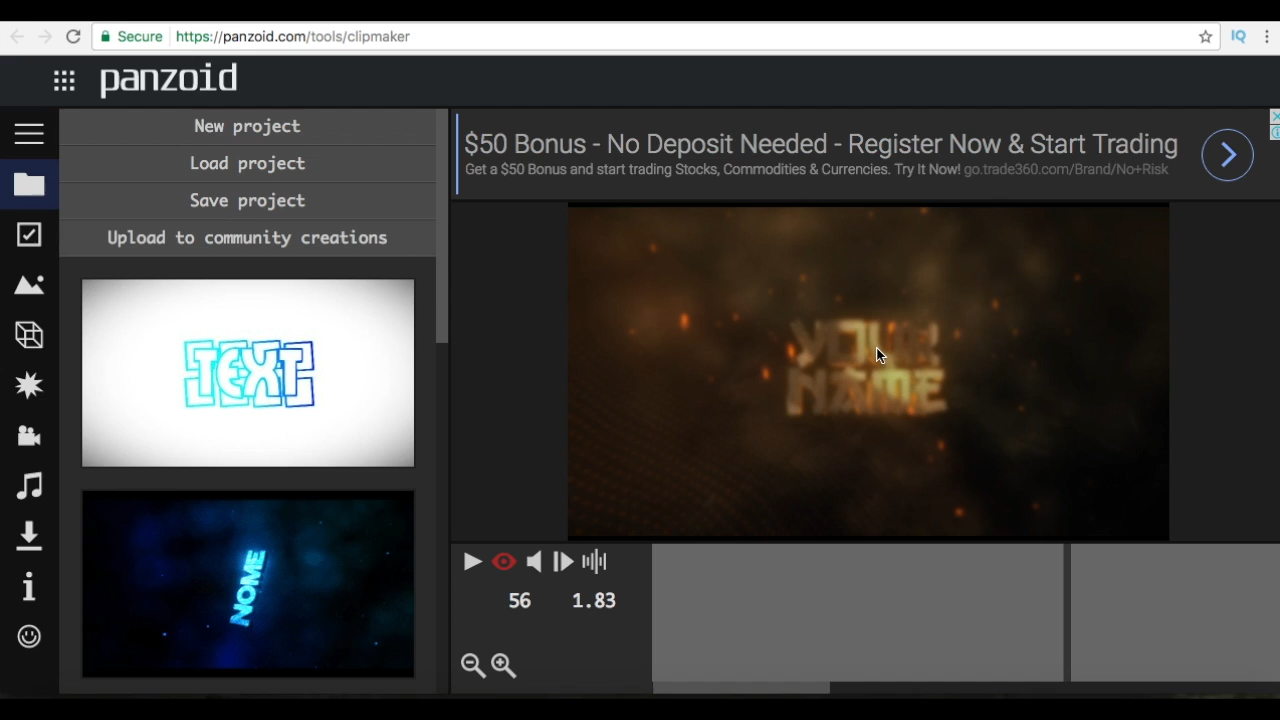 Secure https://panzoid.com/tools/clipmaker
IQ
panzoid
New project
Load project
Save project
Upload to community creations
$50 Bonus - No Deposit Needed - Register Now & Start Trading
Get a $50 Bonus and start trading Stocks, Commodities & Currencies. Try It Now! go.trade360.com/Brand/No+Risk
TEXT
YOUR
NAME
NOME
56 1.83